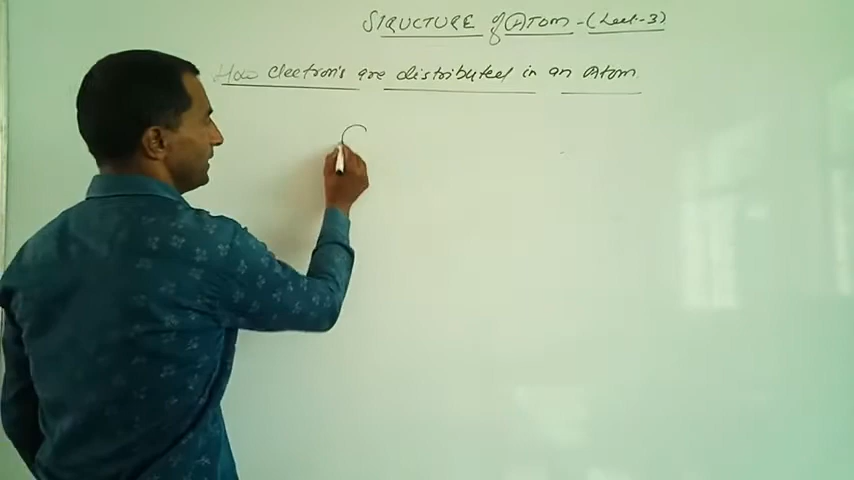 STRUCTURE of ATOM - (Lect-3)
How electron's are distributed in an Atom